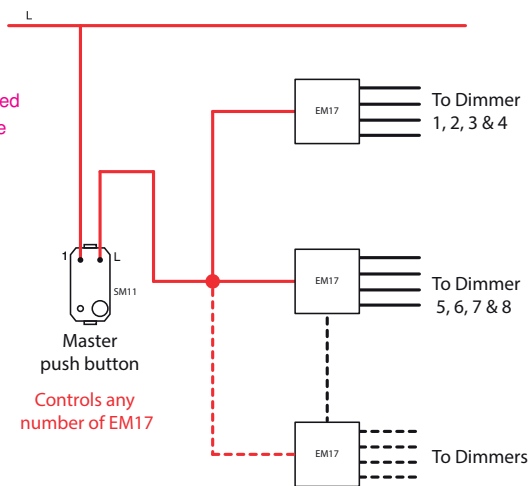 L
ed
e
EM17
To Dimmer
1, 2, 3 & 4
1
L
SM11
EM17
To Dimmer
5, 6, 7 & 8
Master
push button
Controls any
number of EM17
EM17
To Dimmers